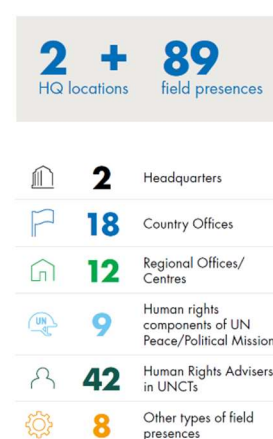 2 + 89
HQ locations field presences
2 Headquarters
18 Country Offices
12 Regional Offices/
Centres
UN
9 Human rights
components of UN
Peace/Political Mission
42 Human Rights Advisers
in UNCTs
8 Other types of field
presences